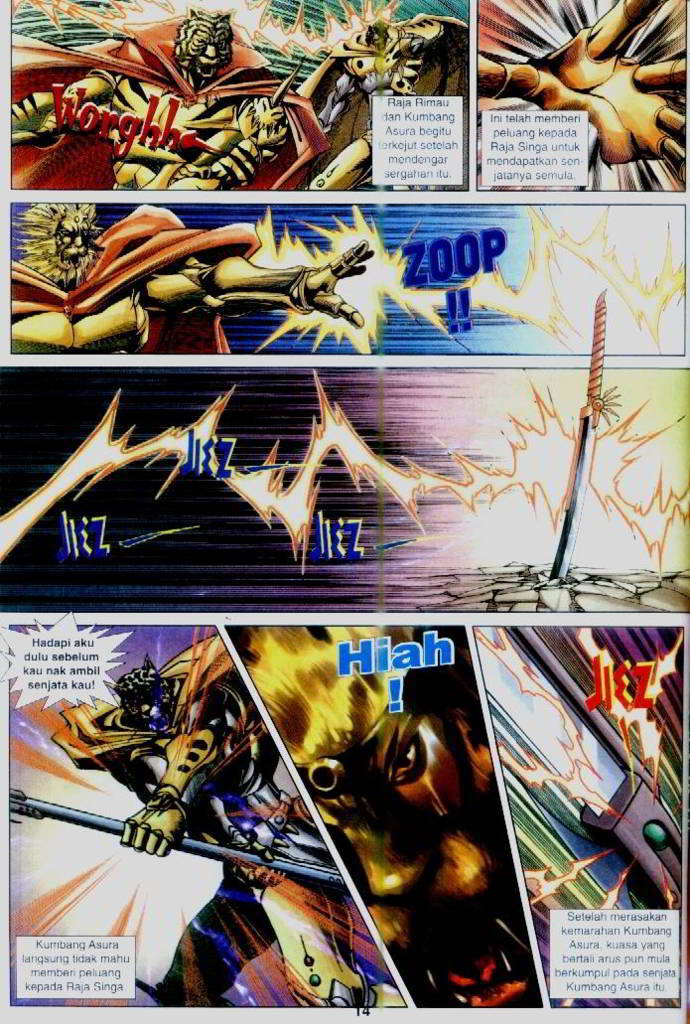 Worghh
Raja Rimau
dan Kumbang
Asura begitu
terkejut setelah
mendengar
sergahan itu.
Ini telah memberi
peluang kepada
Raja Singa untuk
mendapatkan sen-
jatanya semula.
ZOOP
!!
JIEZ
JIEZ
JIEZ
Hadapi aku
dulu sebelum
kau nak ambil
senjata kau!
Kumbang Asura
langsung tidak mahu
memberi peluang
kepada Raja Singa
Hiah
!
JIEZ
Setelah merasakan
kemarahan Kumbang
Asura, kuasa yang
bertali arus pun mula
berkumpul pada senjata
Kumbang Asura itu.
14